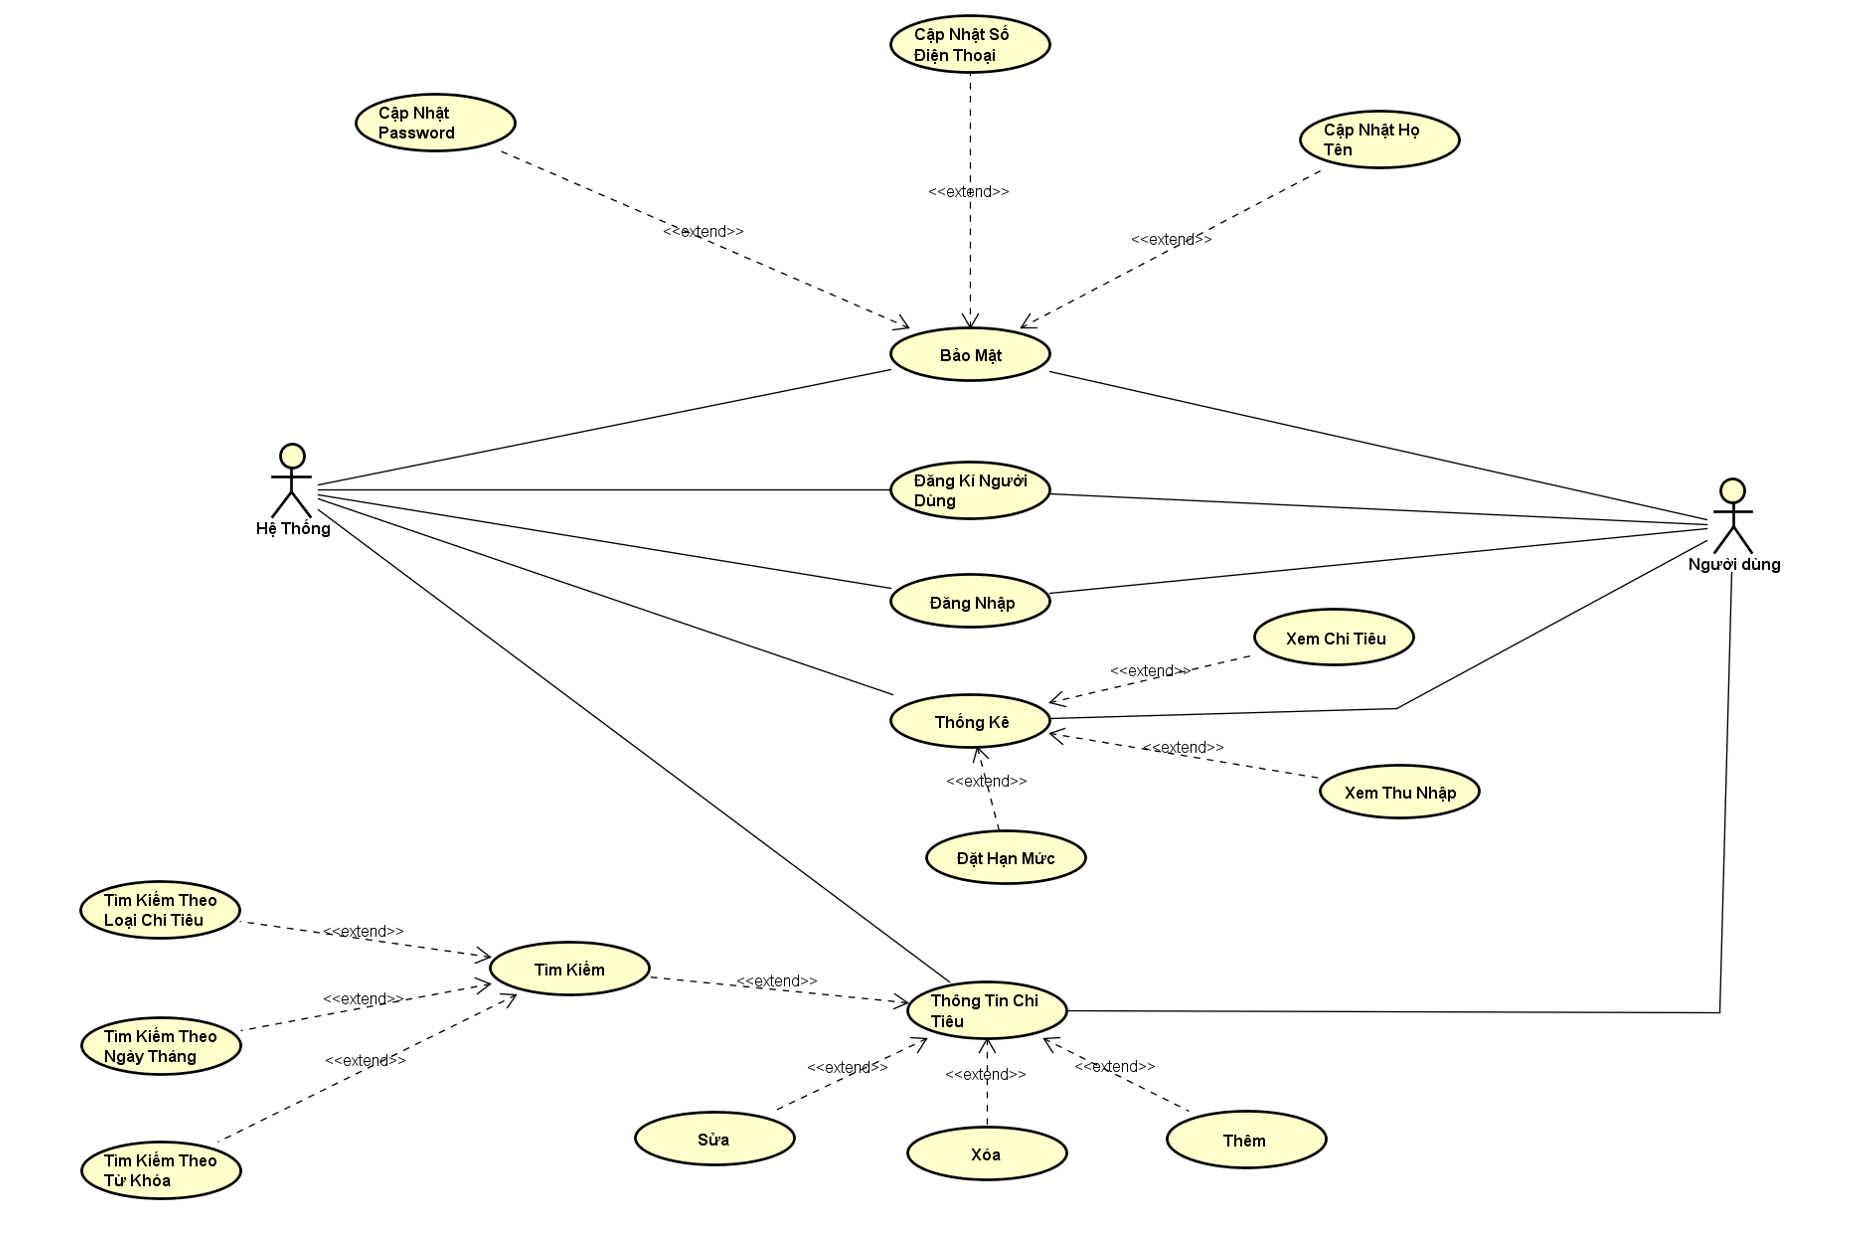 Cập Nhật Số
Điện Thoại
Cập Nhật
Password
Cập Nhật Họ
Tên
<<extend>>
<<extend>>
<<extend>>
Bảo Mật
Hệ Thống
Đăng Kí Người
Dùng
Người dùng
Đăng Nhập
Xem Chi Tiêu
<<extend>>
Thống Kê
<<extend>>
<<extend>>
Xem Thu Nhập
Đặt Hạn Mức
Tìm Kiếm Theo
Loại Chi Tiêu
<<extend>>
Tìm Kiếm
<<extend>>
<<extend>>
Thông Tin Chi
Tiêu
Tìm Kiếm Theo
Ngày Tháng
<<extend>>
<<extend>>
<<extend>>
<<extend>>
Sửa
Xóa
Thêm
Tìm Kiếm Theo
Từ Khóa